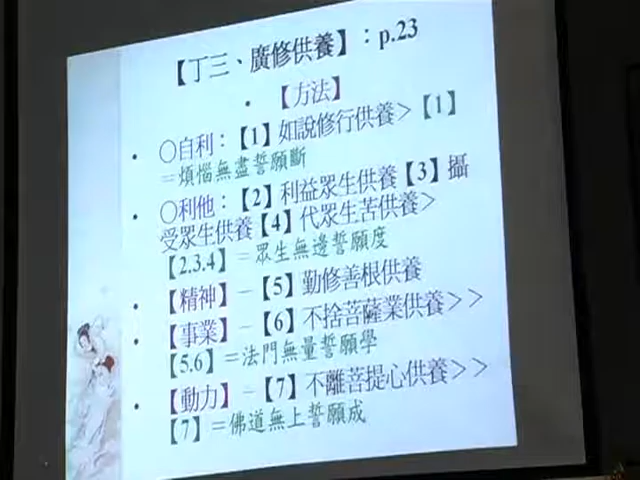 【丁三、廣修供養】：p.23
• 【方法】
• ○自利：【1】如說修行供養>【1】
＝煩惱無盡誓願斷
• ○利他：【2】利益眾生供養【3】攝
受眾生供養【4】代眾生苦供養>
【2.3.4】＝眾生無邊誓願度
• 【精神】–【5】勤修善根供養
• 【事業】–【6】不捨菩薩業供養>>
【5.6】＝法門無量誓願學
• 【動力】–【7】不離菩提心供養>>
【7】＝佛道無上誓願成